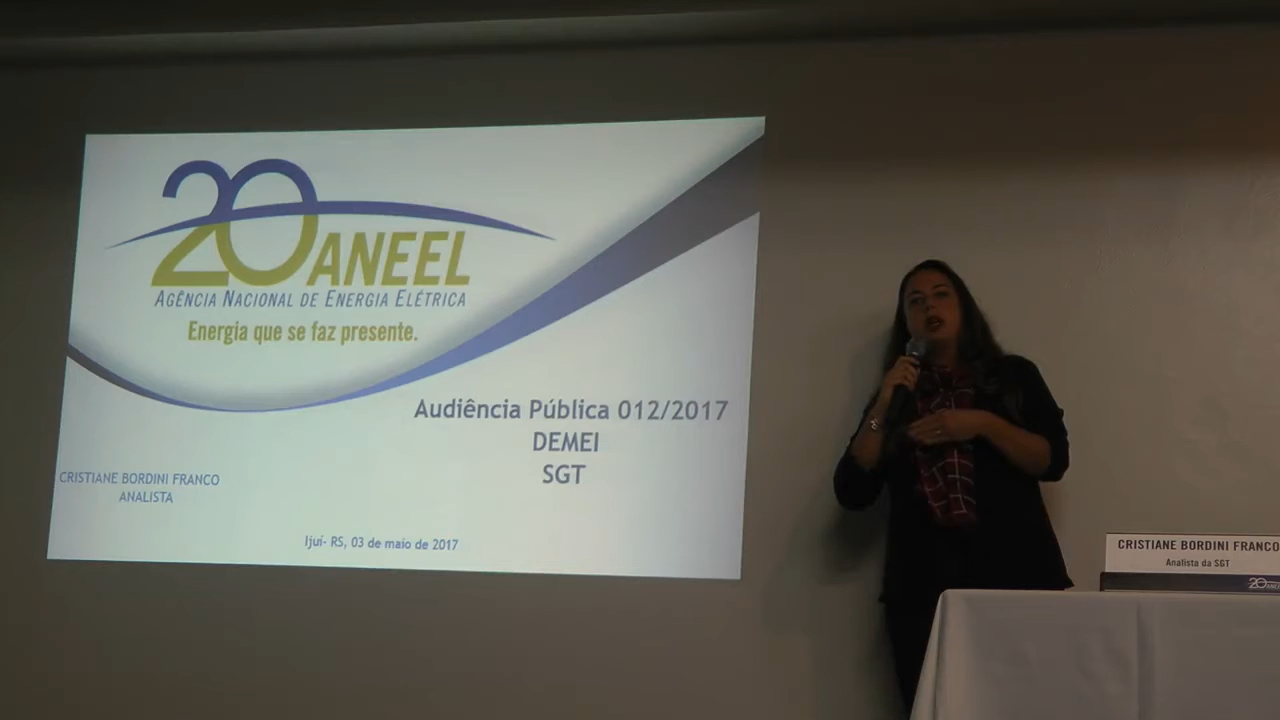 20 ANEEL
AGÊNCIA NACIONAL DE ENERGIA ELÉTRICA
Energia que se faz presente.
Audiência Pública 012/2017
DEMEI
SGT
CRISTIANE BORDINI FRANCO
ANALISTA
Ijuí- RS, 03 de maio de 2017
CRISTIANE BORDINI FRANCO
Analista da SGT
20